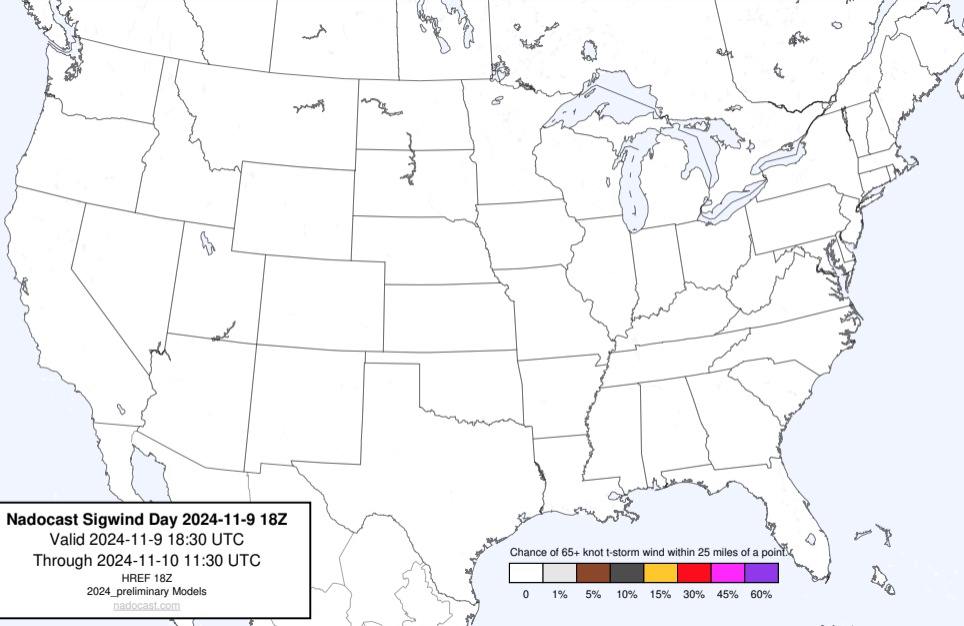 Nadocast Sigwind Day 2024-11-9 18Z
Valid 2024-11-9 18:30 UTC
Through 2024-11-10 11:30 UTC
HREF 18Z
2024_preliminary Models
nadocast.com
Chance of 65+ knot t-storm wind within 25 miles of a point.
0 1% 5% 10% 15% 30% 45% 60%